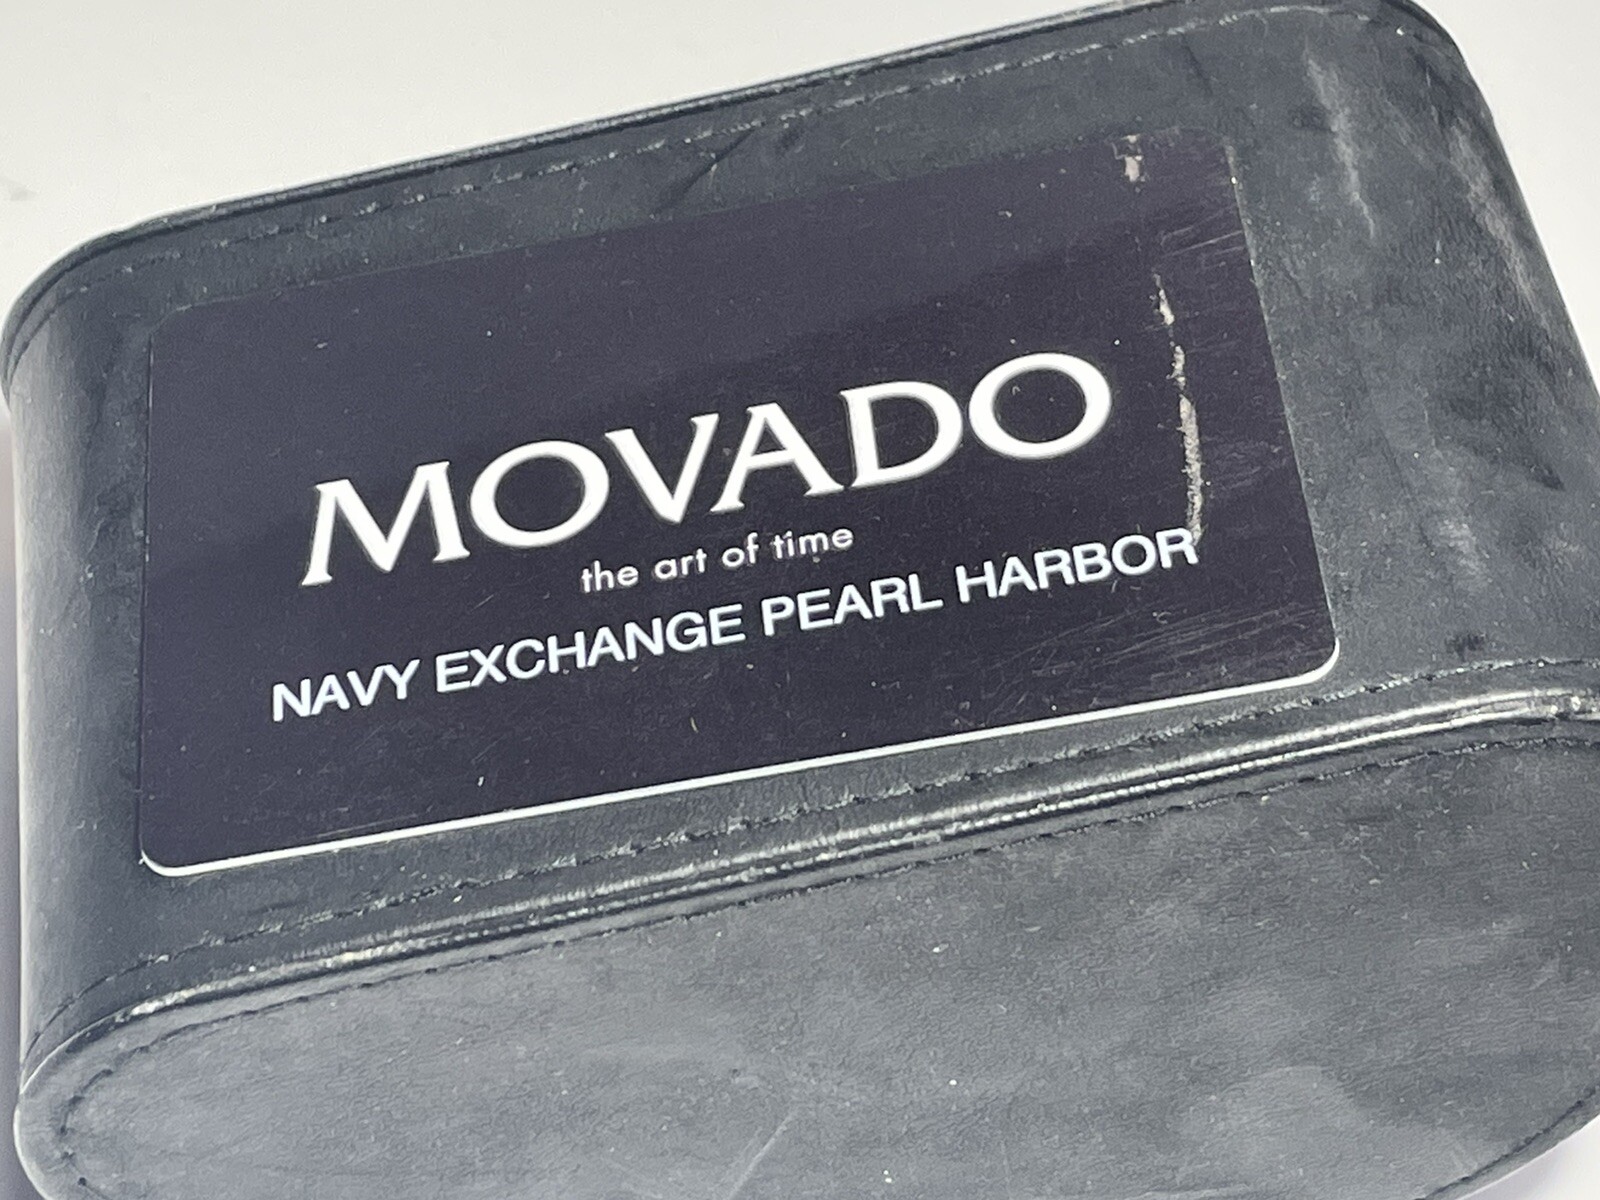 MOVADO
the art of time
NAVY EXCHANGE PEARL HARBOR